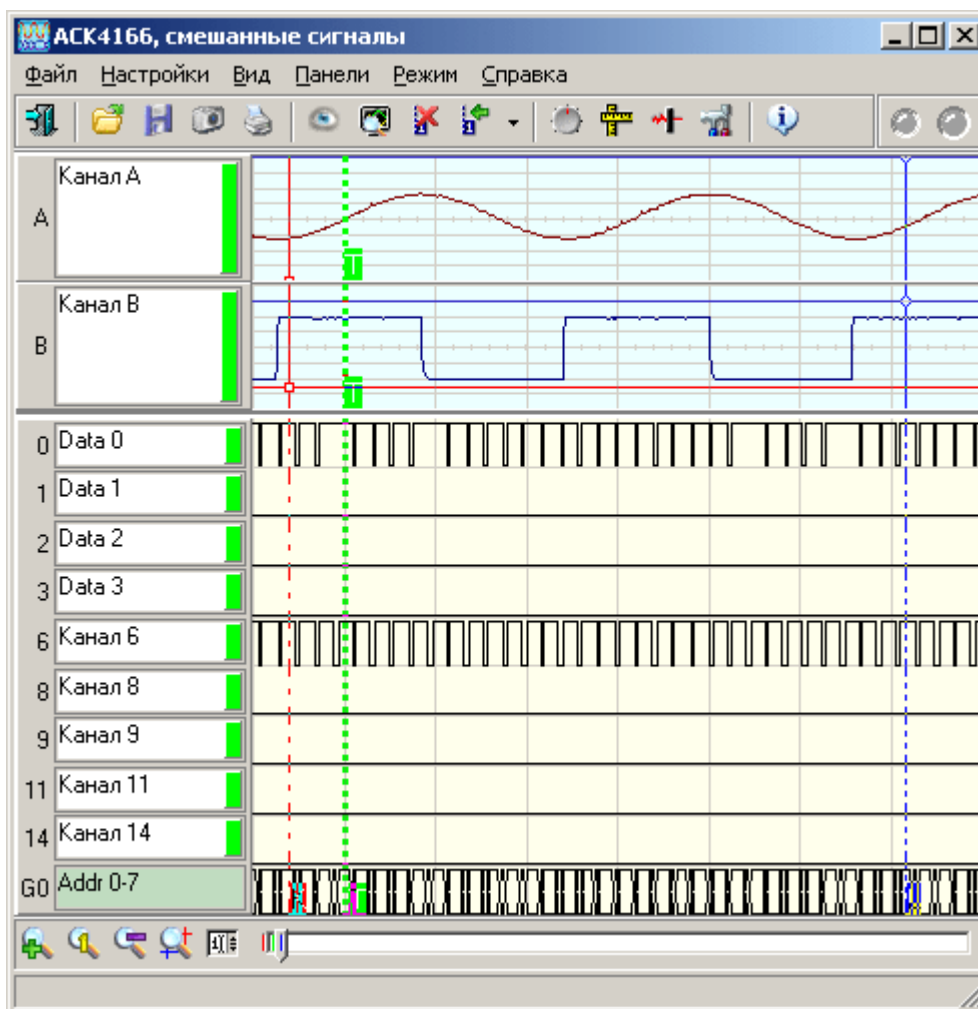 АСК4166, смешанные сигналы
Файл Настройки Вид Панели Режим Справка
Канал A
A
T
Канал B
B
T
0 Data 0
1 Data 1
2 Data 2
3 Data 3
6 Канал 6
8 Канал 8
9 Канал 9
11 Канал 11
14 Канал 14
G0 Addr 0-7